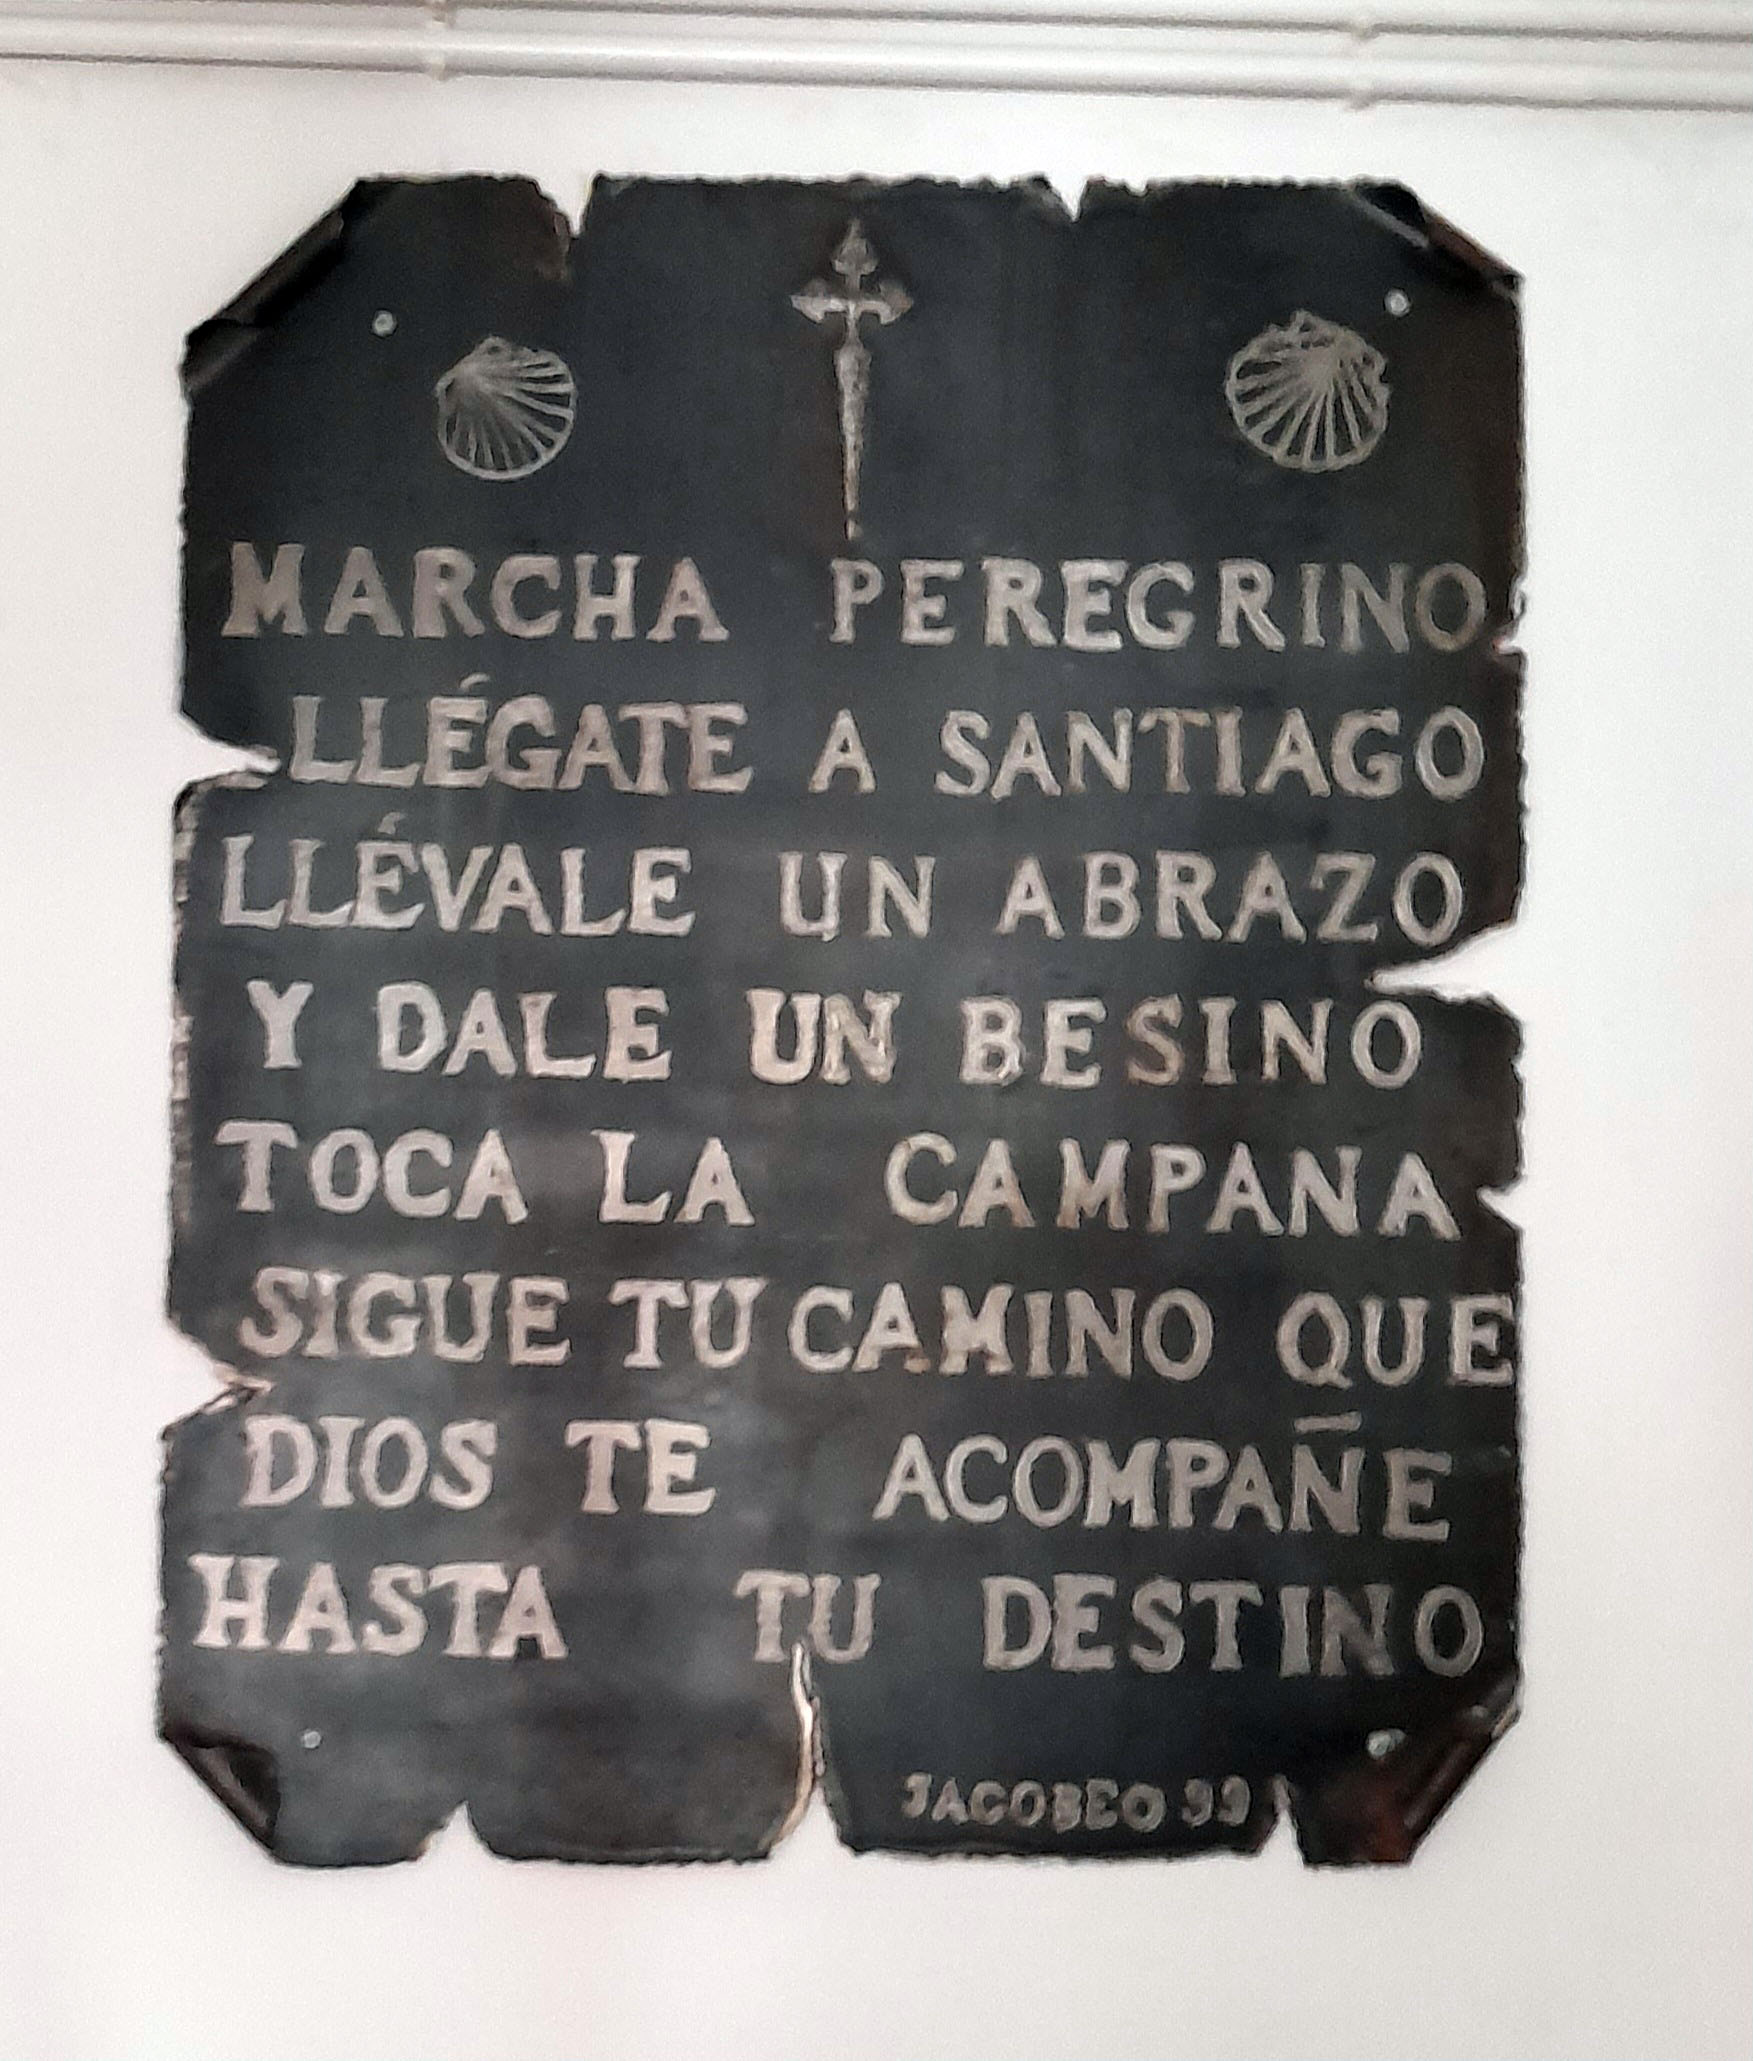 MARCHA PEREGRINO
LLÉGATE A SANTIAGO
LLÉVALE UN ABRAZO
Y DALE UN BESINO
TOCA LA CAMPANA
SIGUE TU CAMINO QUE
DIOS TE ACOMPAÑE
HASTA TU DESTINO
JACOBEO 99